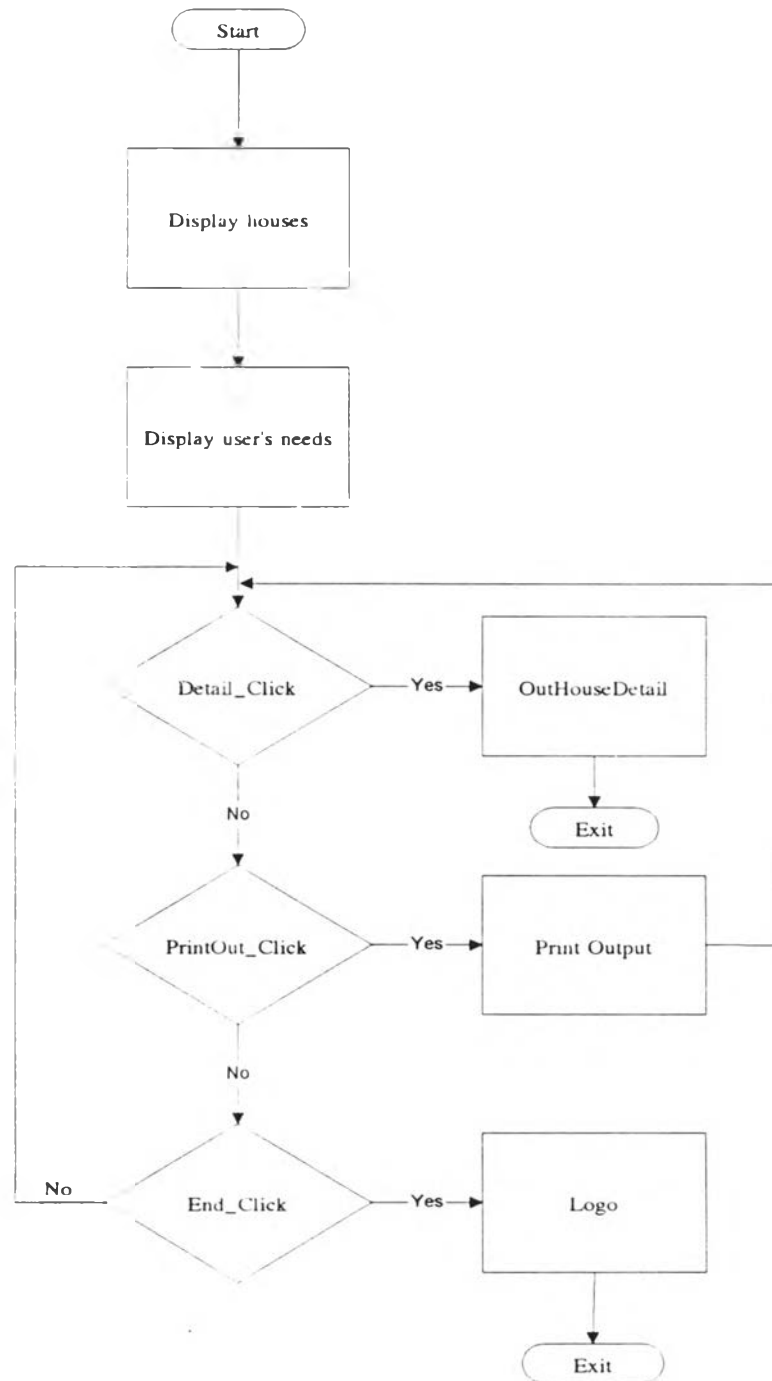 Start
Display houses
Display user's needs
Detail_Click
Yes
OutHouseDetail
No
Exit
PrintOut_Click
Yes
Print Output
No
No
End_Click
Yes
Logo
Exit